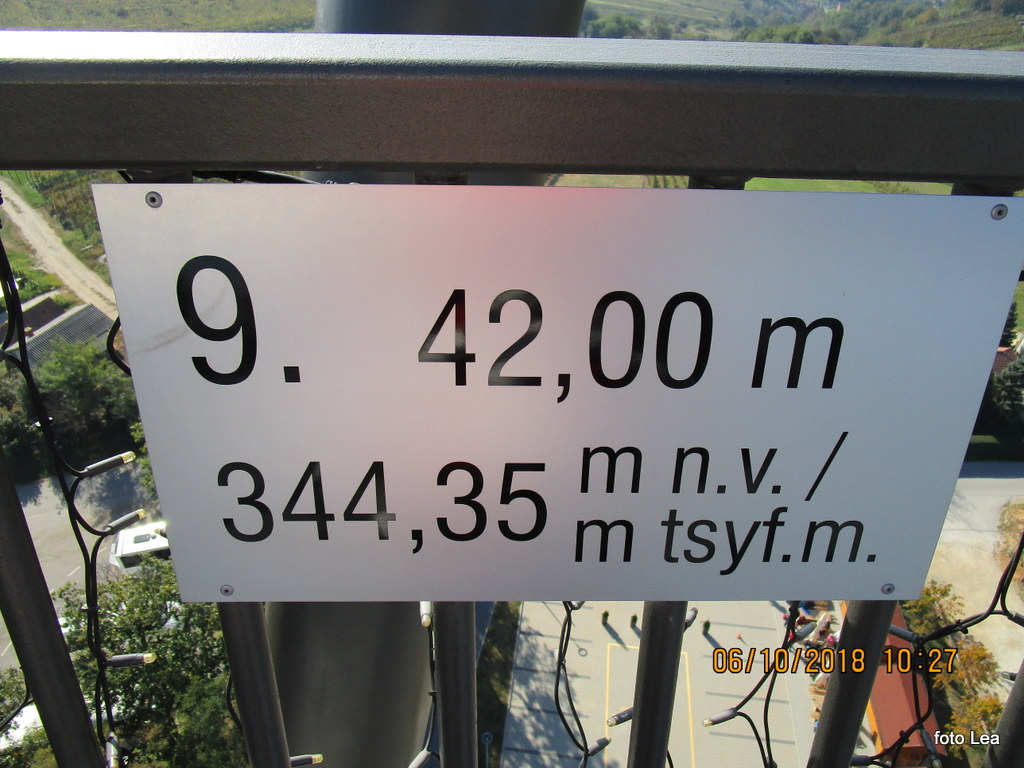 9. 42,00 m
344,35 m n.v. /
m tsyf.m.
06/10/2018 10:27
foto Lea